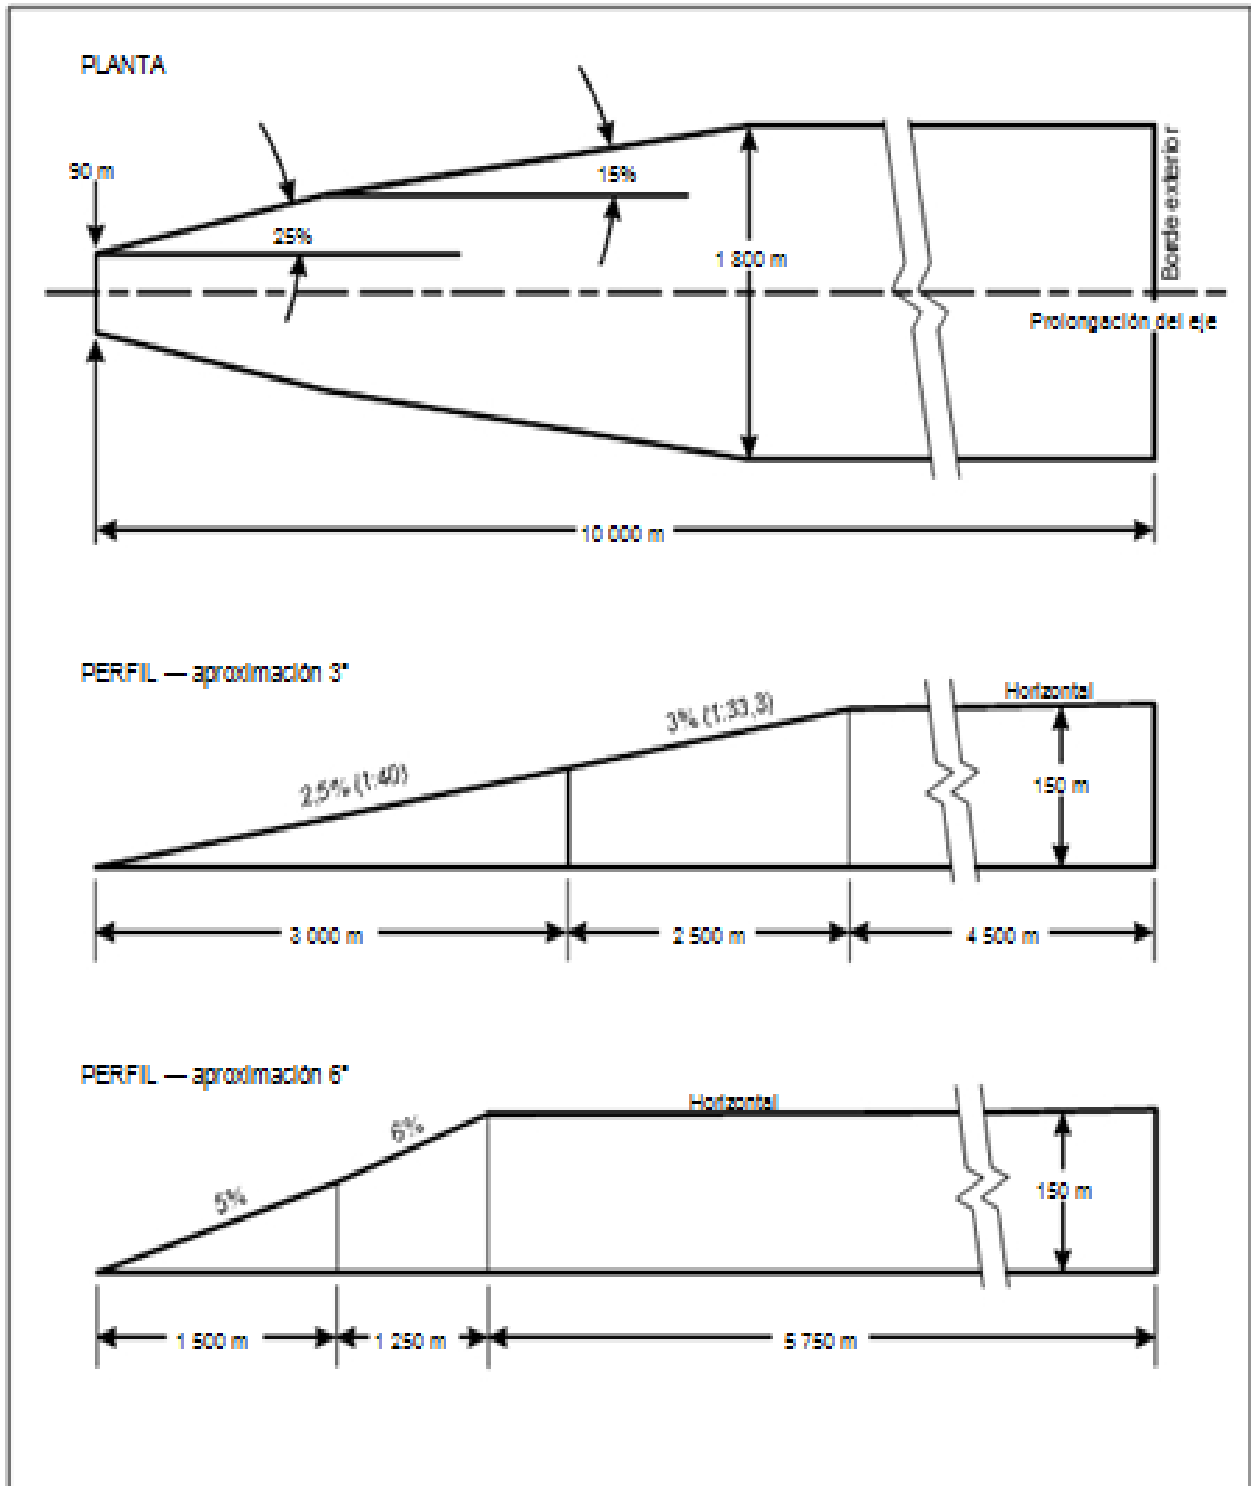 PLANTA
90 m
15%
25%
1 800 m
Borde exterior
Prolongación del eje
10 000 m
PERFIL — aproximación 3°
Horizontal
3% (1:33,3)
2,5% (1:40)
150 m
3 000 m
2 500 m
4 500 m
PERFIL — aproximación 6°
Horizontal
6%
5%
150 m
1 500 m
1 250 m
5 750 m